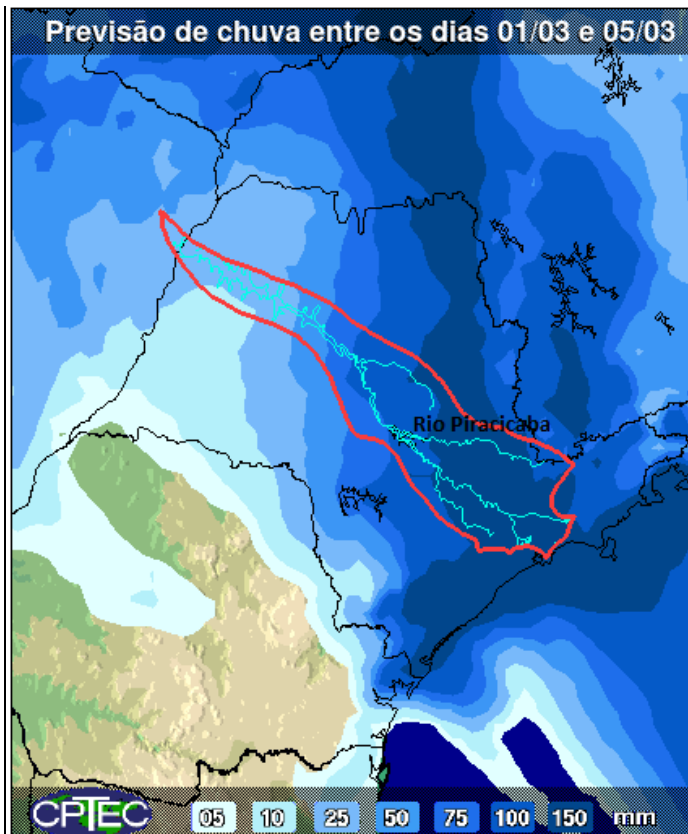 Previsão de chuva entre os dias 01/03 e 05/03
Rio Piracicaba
CPTEC 05 10 25 50 75 100 150 mm